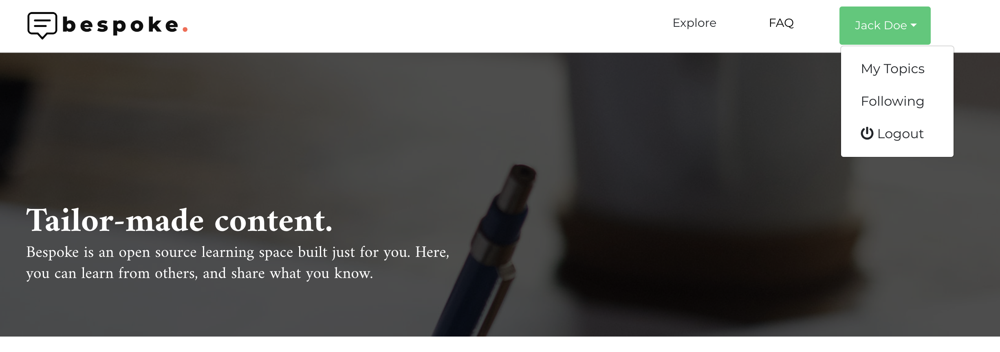 bespoke.
Explore
FAQ
Jack Doe
My Topics
Following
Logout
Tailor-made content.
Bespoke is an open source learning space built just for you. Here,
you can learn from others, and share what you know.